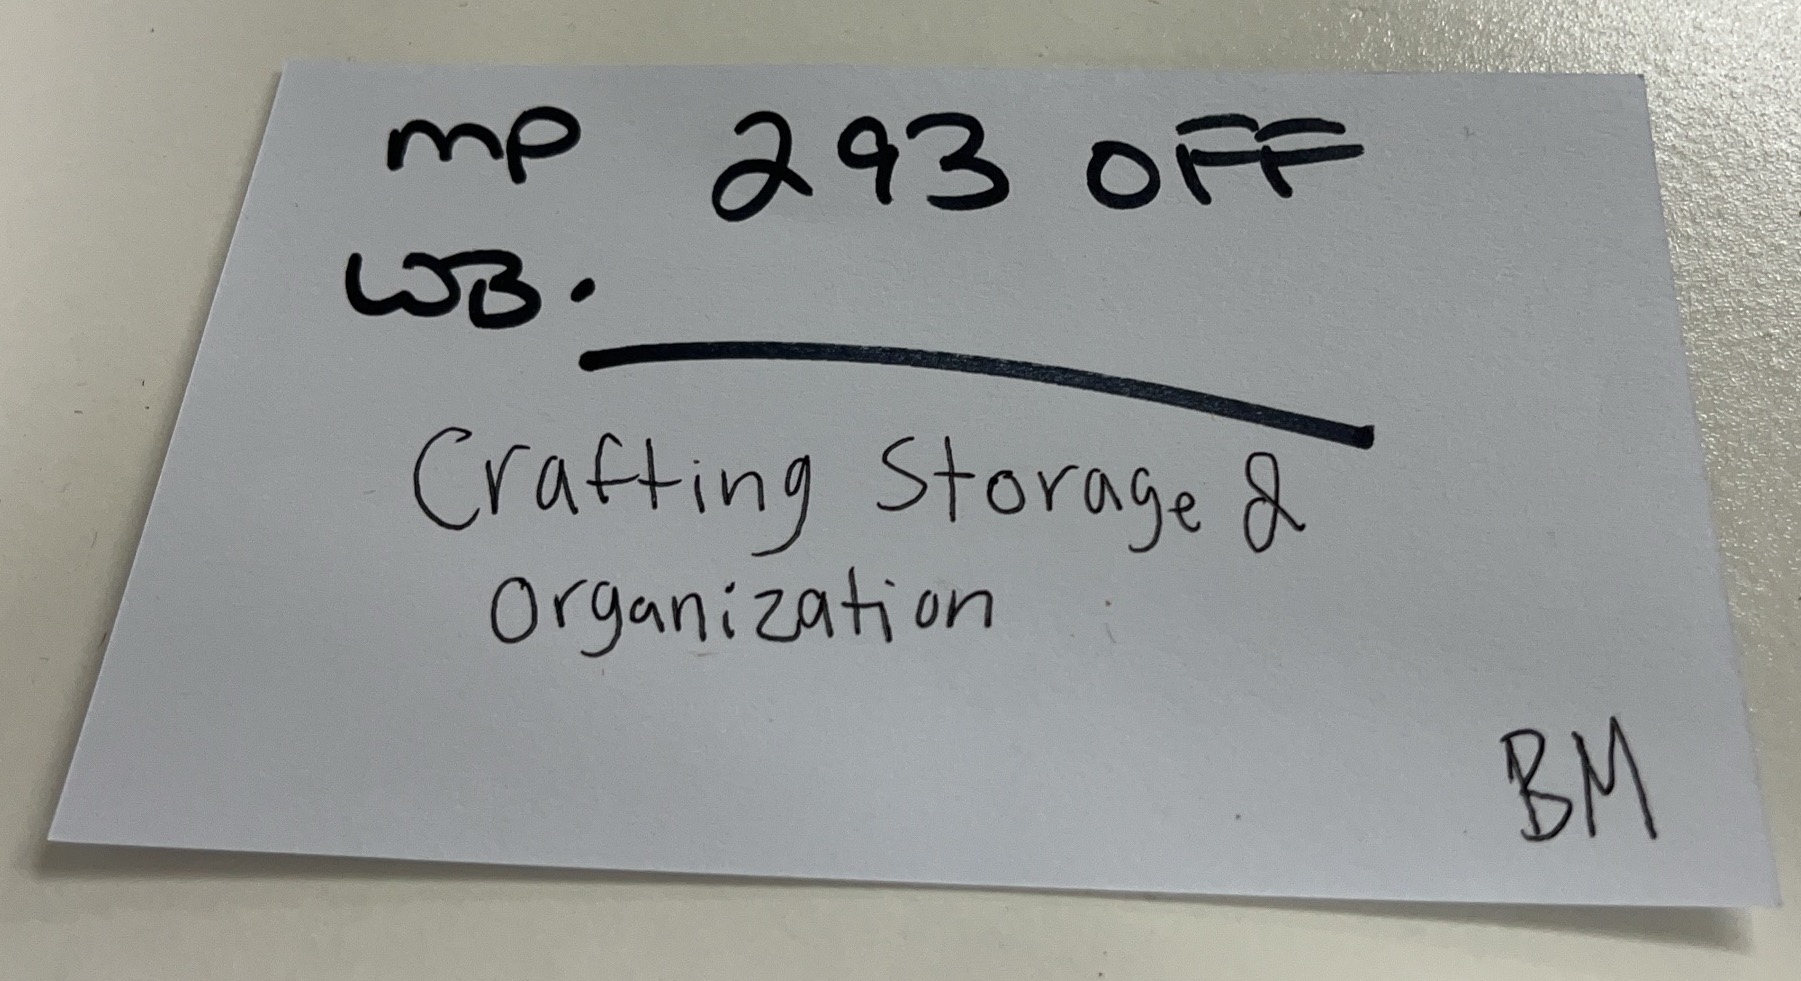 mp 293 OFF
WB.
Crafting Storage &
Organization
BM